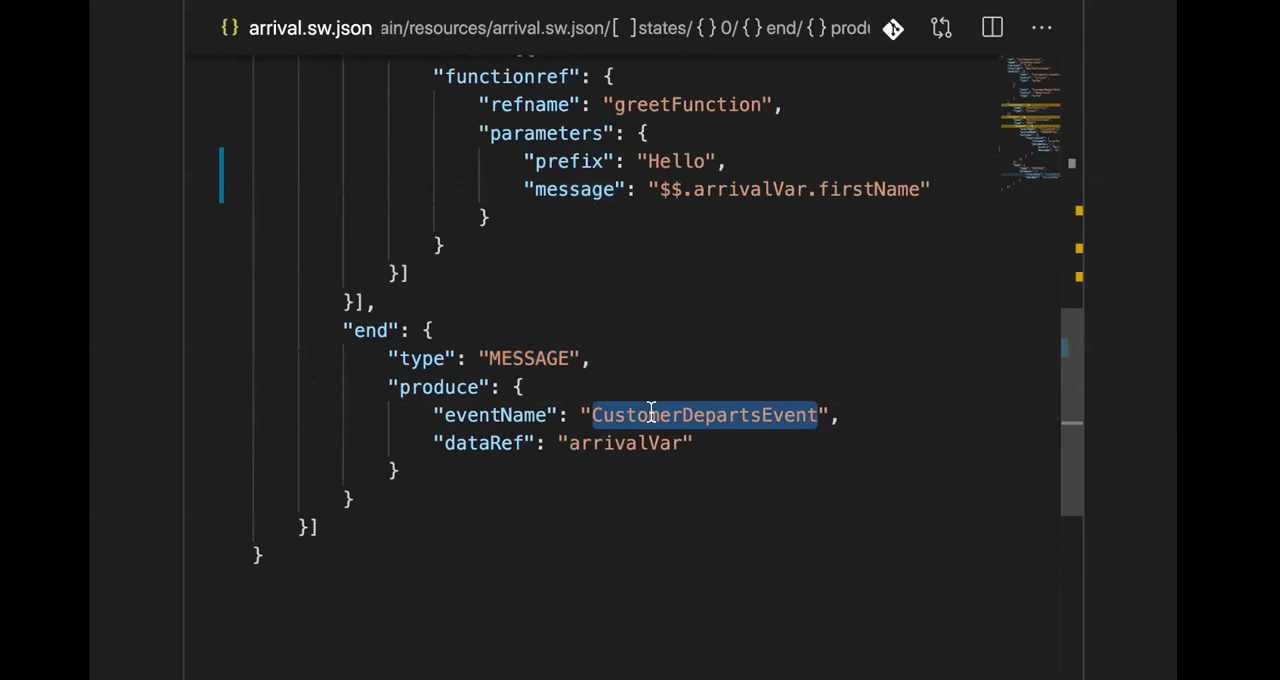 {} arrival.sw.json ain/resources/arrival.sw.json/[ ]states/{}0/{}end/{}produ
"functionref": {
"refname": "greetFunction",
"parameters": {
"prefix": "Hello",
"message": "$$.arrivalVar.firstName"
}
}
}]
}],
"end": {
"type": "MESSAGE",
"produce": {
"eventName": "CustomerDepartsEvent",
"dataRef": "arrivalVar"
}
}
}]
}